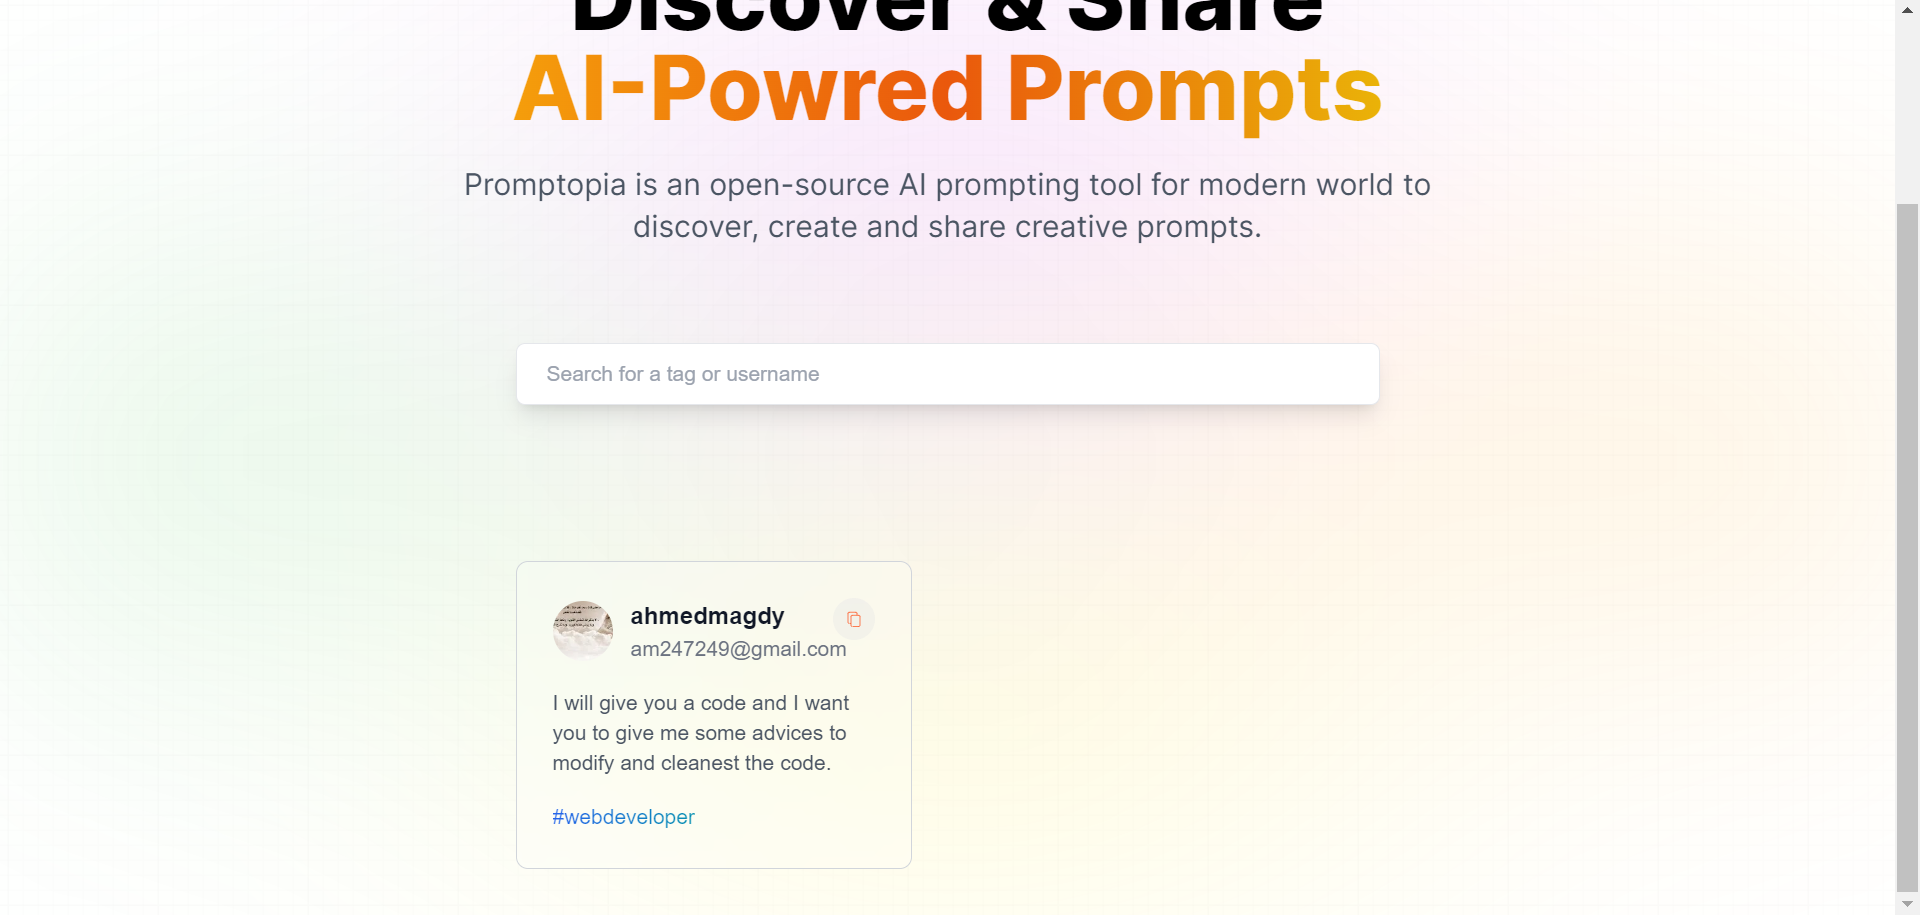 Discover & Share
AI-Powred Prompts
Promptopia is an open-source AI prompting tool for modern world to
discover, create and share creative prompts.
Search for a tag or username
ahmedmagdy
am247249@gmail.com
I will give you a code and I want
you to give me some advices to
modify and cleanest the code.
#webdeveloper